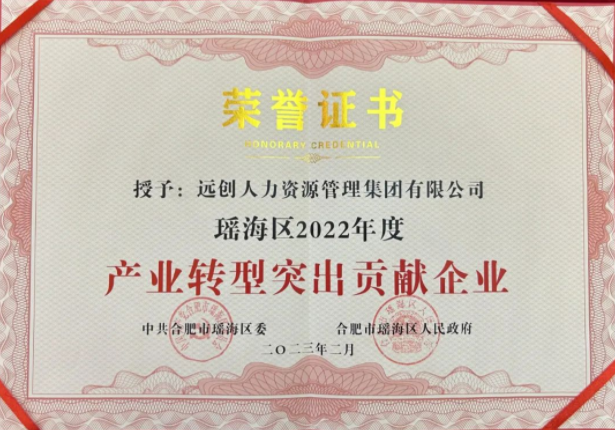 荣誉证书
HONORARY CREDENTIAL
授予：远创人力资源管理集团有限公司
瑶海区2022年度
产业转型突出贡献企业
中共合肥市瑶海区委 合肥市瑶海区人民政府
二〇二三年二月